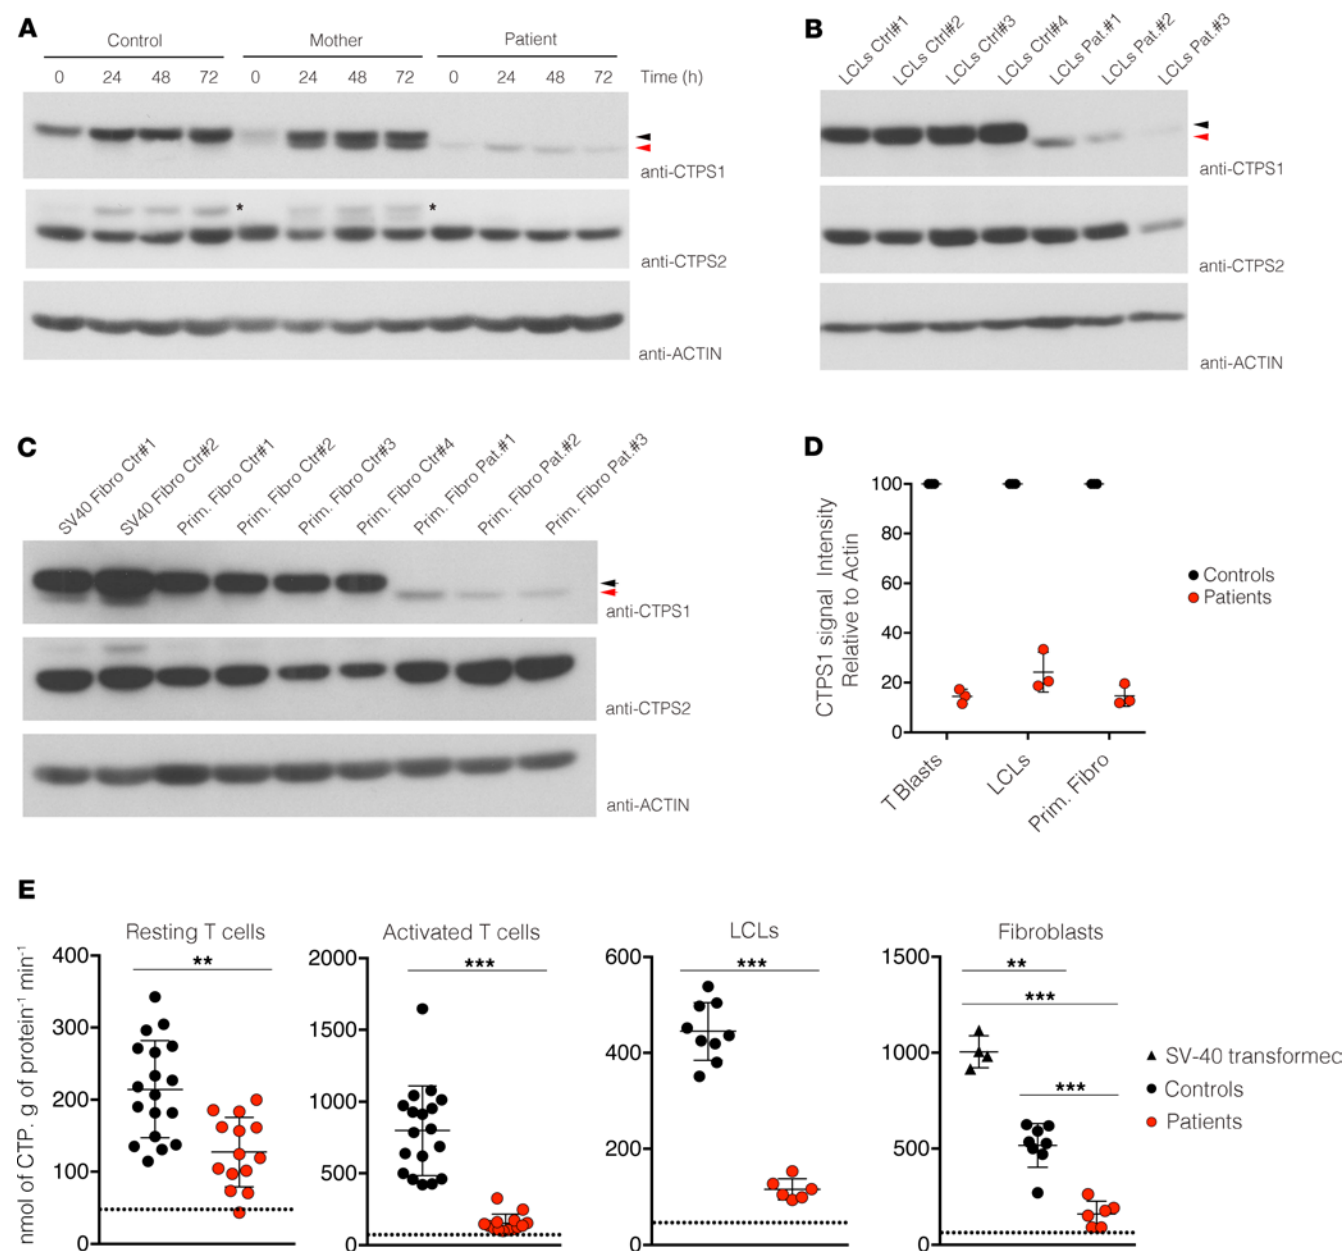 A
Control Mother Patient
0 24 48 72 0 24 48 72 0 24 48 72 Time (h)
anti-CTPS1
*
*
anti-CTPS2
anti-ACTIN
B
LCLs Ctrl#1 LCLs Ctrl#2 LCLs Ctrl#3 LCLs Ctrl#4 LCLs Pat.#1 LCLs Pat.#2 LCLs Pat.#3
anti-CTPS1
anti-CTPS2
anti-ACTIN
C
SV40 Fibro Ctr#1 SV40 Fibro Ctr#2 Prim. Fibro Ctr#1 Prim. Fibro Ctr#2 Prim. Fibro Ctr#3 Prim. Fibro Ctr#4 Prim. Fibro Pat.#1 Prim. Fibro Pat.#2 Prim. Fibro Pat.#3
anti-CTPS1
anti-CTPS2
anti-ACTIN
D
CTPS1 signal Intensity
Relative to Actin
100
80
60
40
20
0
T Blasts LCLs Prim. Fibro
Controls
Patients
E
nmol of CTP. g of protein⁻¹ min⁻¹
Resting T cells
**
400
300
200
100
0
Activated T cells
***
2000
1500
1000
500
0
LCLs
***
600
400
200
0
Fibroblasts
**
***
***
1500
1000
500
0
SV-40 transformec
Controls
Patients